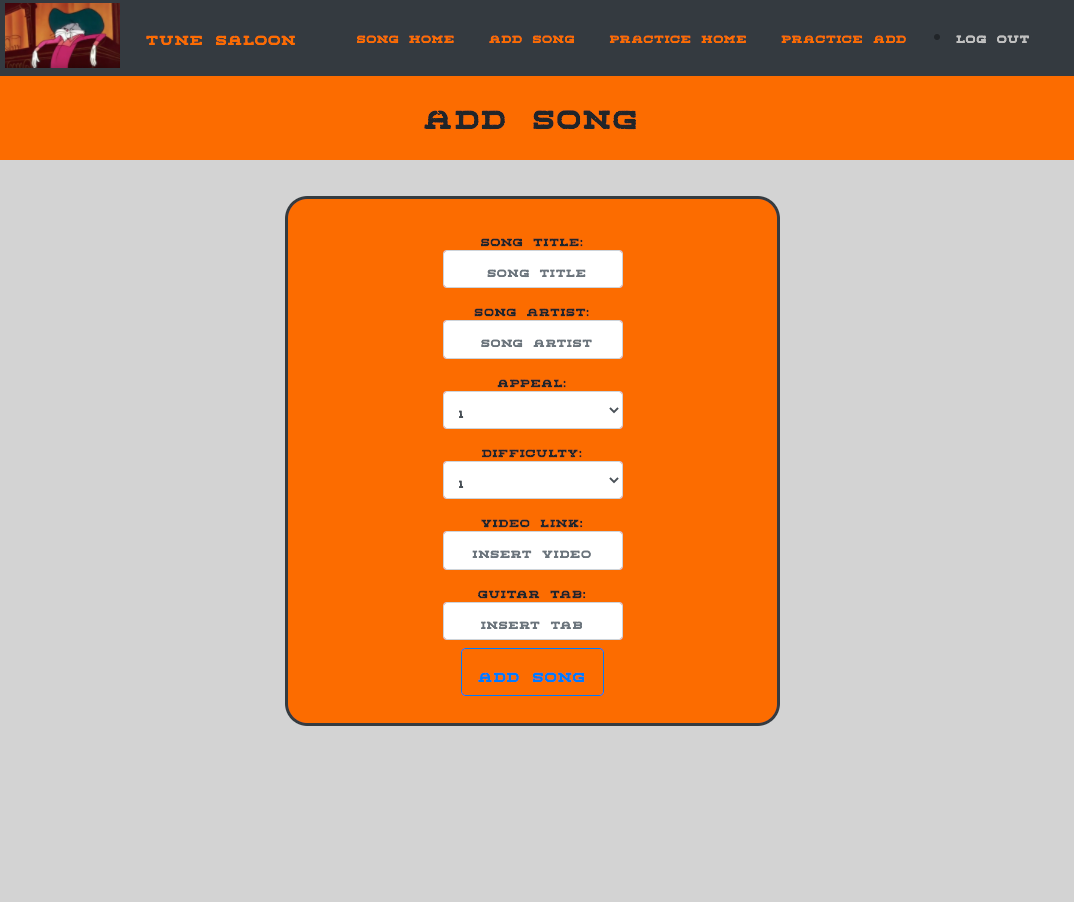 TUNE SALOON SONG HOME ADD SONG PRACTICE HOME PRACTICE ADD • LOG OUT
ADD SONG
SONG TITLE:
SONG TITLE
SONG ARTIST:
SONG ARTIST
APPEAL:
1
DIFFICULTY:
1
VIDEO LINK:
INSERT VIDEO
GUITAR TAB:
INSERT TAB
ADD SONG